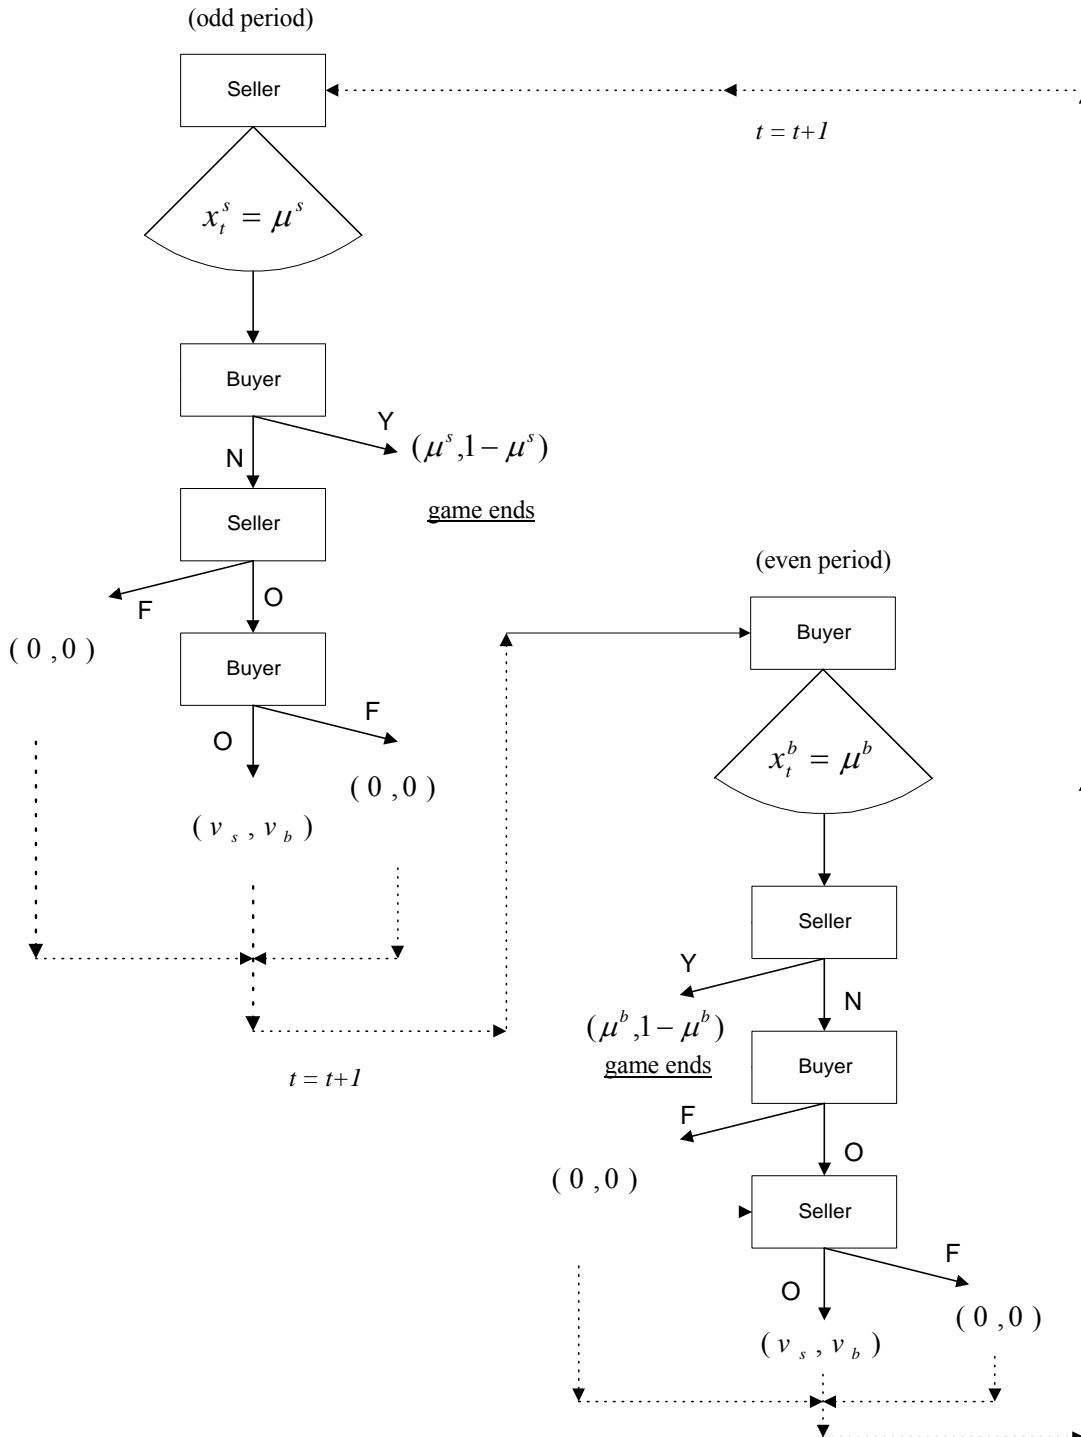 (odd period)
Seller
t = t+1
x_t^s = μ^s
Buyer
Y
(μ^s,1−μ^s)
N
game ends
Seller
F
O
(0,0)
Buyer
F
O
(0,0)
(v_s,v_b)
t = t+1
(even period)
Buyer
x_t^b = μ^b
Seller
Y
N
(μ^b,1−μ^b)
game ends
Buyer
F
O
(0,0)
Seller
F
O
(0,0)
(v_s,v_b)